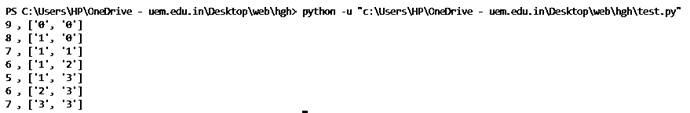 PS C:\Users\HP\OneDrive - uem.edu.in\Desktop\web\hgh> python -u "c:\Users\HP\OneDrive - uem.edu.in\Desktop\web\hgh\test.py"
9 , ['0', '0']
8 , ['1', '0']
7 , ['1', '1']
6 , ['1', '2']
5 , ['1', '3']
6 , ['2', '3']
7 , ['3', '3']